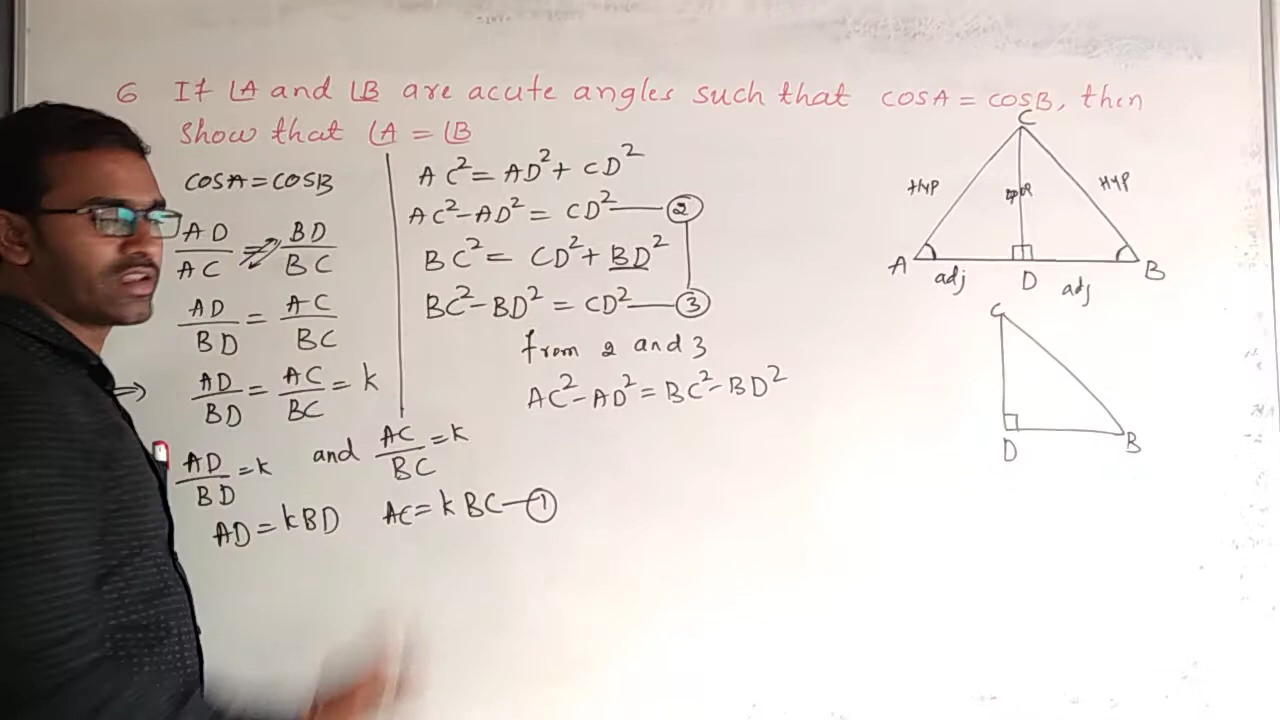 6 If ∠A and ∠B are acute angles such that cosA = cosB, then
show that ∠A = ∠B
cosA = cosB
AD/AC = BD/BC
AD/BD = AC/BC
⇒ AD/BD = AC/BC = k
AD/BD = k and AC/BC = k
AD = kBD AC = k BC — ①
AC² = AD² + CD²
AC² - AD² = CD² — ②
BC² = CD² + BD²
BC² - BD² = CD² — ③
from 2 and 3
AC² - AD² = BC² - BD²
C
Hyp
Hyp
A
adj
D
adj
B
C
D
B